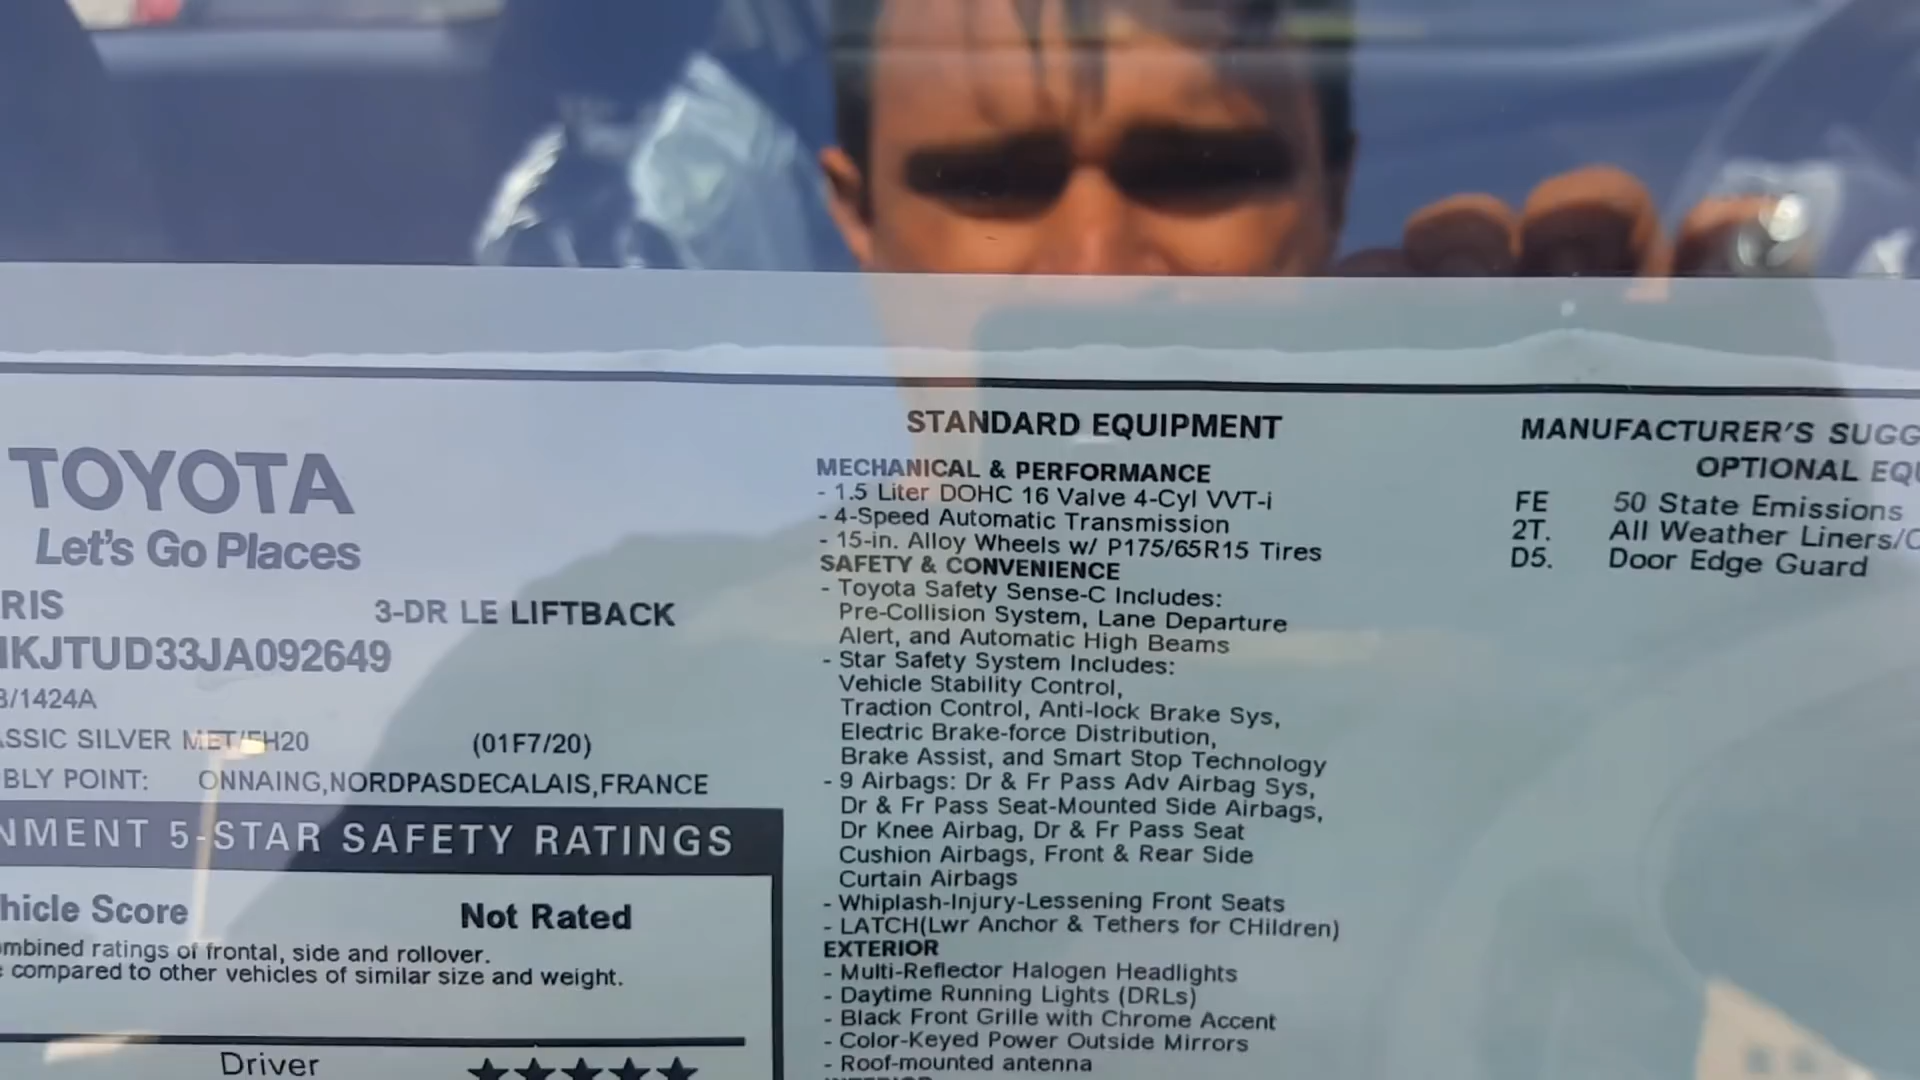 TOYOTA
Let's Go Places
RIS 3-DR LE LIFTBACK
KJTUD33JA092649
/1424A
ASSIC SILVER MET/EH20 (01F7/20)
BLY POINT: ONNAING,NORDPASDECALAIS,FRANCE
NMENT 5-STAR SAFETY RATINGS
hicle Score Not Rated
mbined ratings of frontal, side and rollover.
compared to other vehicles of similar size and weight.
Driver ★★★★★
STANDARD EQUIPMENT
MECHANICAL & PERFORMANCE
- 1.5 Liter DOHC 16 Valve 4-Cyl VVT-i
- 4-Speed Automatic Transmission
- 15-in. Alloy Wheels w/ P175/65R15 Tires
SAFETY & CONVENIENCE
- Toyota Safety Sense-C Includes:
Pre-Collision System, Lane Departure
Alert, and Automatic High Beams
- Star Safety System Includes:
Vehicle Stability Control,
Traction Control, Anti-lock Brake Sys,
Electric Brake-force Distribution,
Brake Assist, and Smart Stop Technology
- 9 Airbags: Dr & Fr Pass Adv Airbag Sys,
Dr & Fr Pass Seat-Mounted Side Airbags,
Dr Knee Airbag, Dr & Fr Pass Seat
Cushion Airbags, Front & Rear Side
Curtain Airbags
- Whiplash-Injury-Lessening Front Seats
- LATCH(Lwr Anchor & Tethers for CHildren)
EXTERIOR
- Multi-Reflector Halogen Headlights
- Daytime Running Lights (DRLs)
- Black Front Grille with Chrome Accent
- Color-Keyed Power Outside Mirrors
- Roof-mounted antenna
MANUFACTURER'S SUGG
OPTIONAL EQU
FE 50 State Emissions
2T. All Weather Liners/C
D5. Door Edge Guard